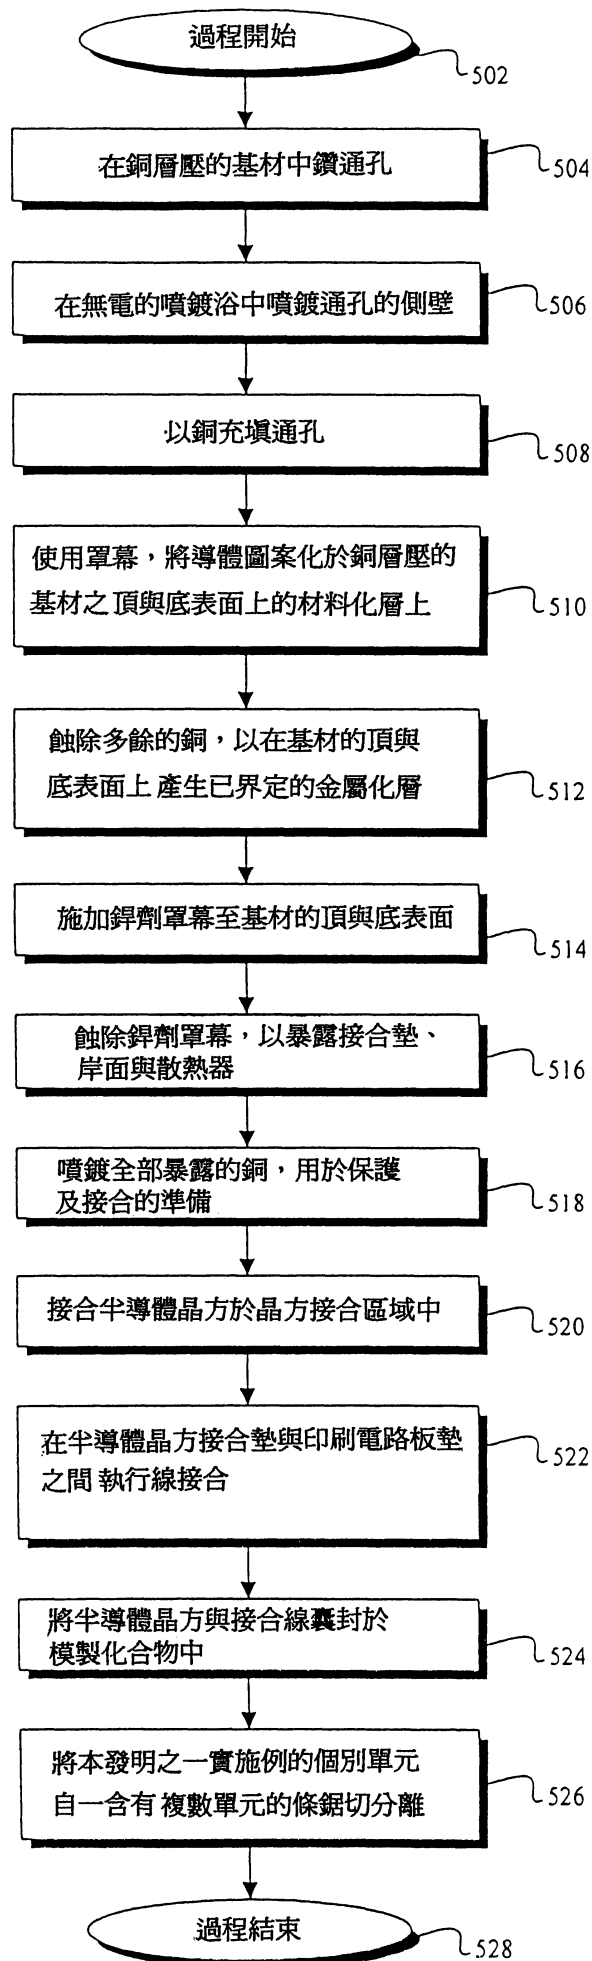 過程開始
502
在銅層壓的基材中鑽通孔
504
在無電的噴鍍浴中噴鍍通孔的側壁
506
以銅充填通孔
508
使用罩幕，將導體圖案化於銅層壓的
基材之頂與底表面上的材料化層上
510
蝕除多餘的銅，以在基材的頂與
底表面上產生已界定的金屬化層
512
施加銲劑罩幕至基材的頂與底表面
514
蝕除銲劑罩幕，以暴露接合墊、
岸面與散熱器
516
噴鍍全部暴露的銅，用於保護
及接合的準備
518
接合半導體晶方於晶方接合區域中
520
在半導體晶方接合墊與印刷電路板墊
之間執行線接合
522
將半導體晶方與接合線囊封於
模製化合物中
524
將本發明之一實施例的個別單元
自一含有複數單元的條鋸切分離
526
過程結束
528